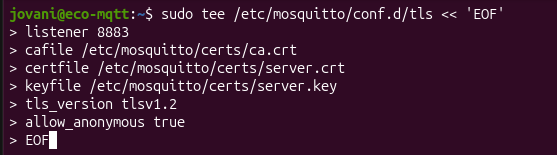 jovani@eco-mqtt:~$ sudo tee /etc/mosquitto/conf.d/tls << 'EOF'
> listener 8883
> cafile /etc/mosquitto/certs/ca.crt
> certfile /etc/mosquitto/certs/server.crt
> keyfile /etc/mosquitto/certs/server.key
> tls_version tlsv1.2
> allow_anonymous true
> EOF